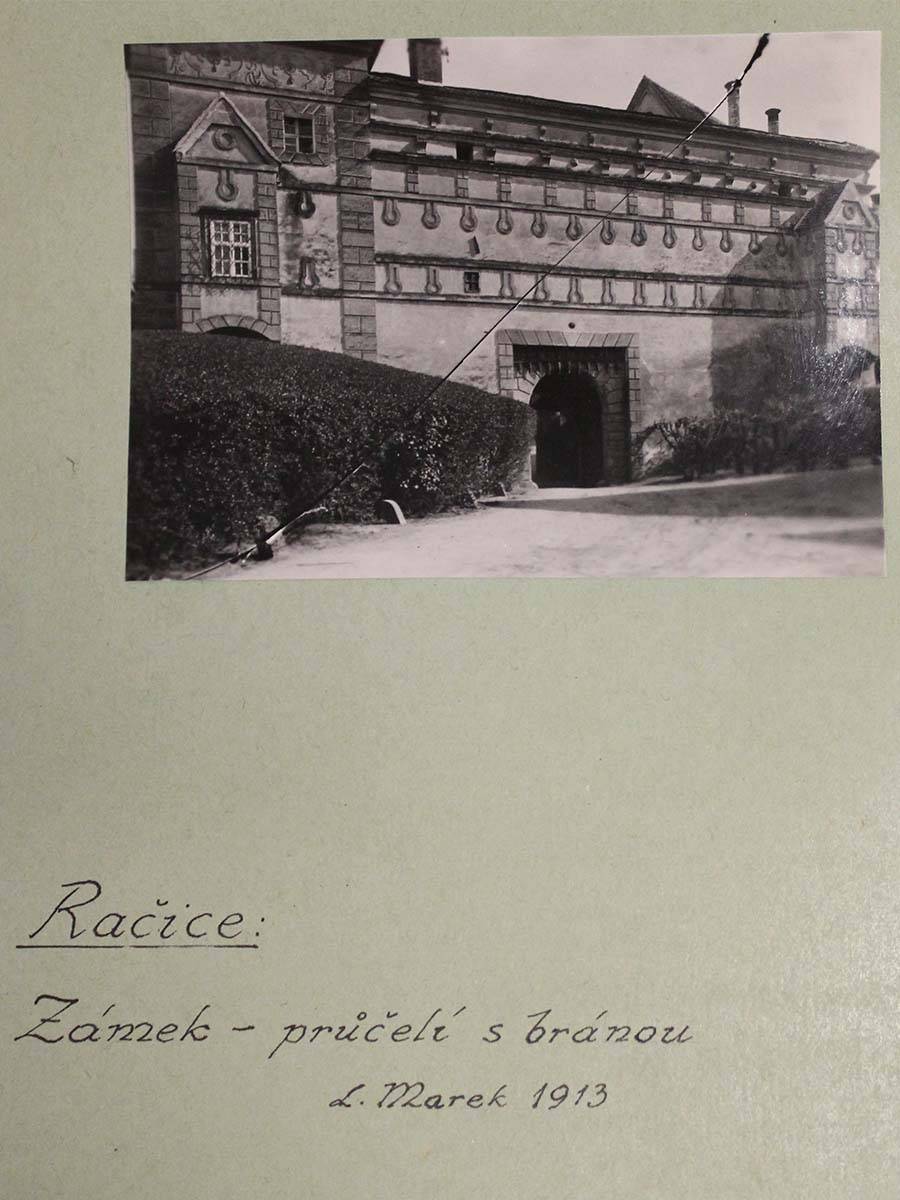 Račice:
Zámek - průčelí s bránou
L. Marek 1913